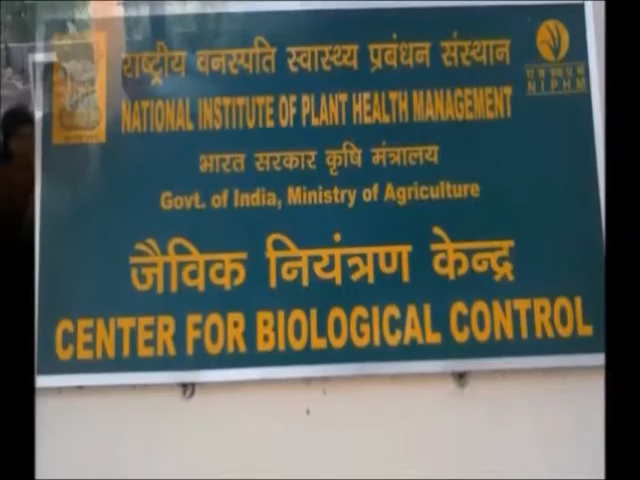 राष्ट्रीय वनस्पति स्वास्थ्य प्रबंधन संस्थान
NATIONAL INSTITUTE OF PLANT HEALTH MANAGEMENT
NIPHM
भारत सरकार कृषि मंत्रालय
Govt. of India, Ministry of Agriculture
जैविक नियंत्रण केन्द्र
CENTER FOR BIOLOGICAL CONTROL